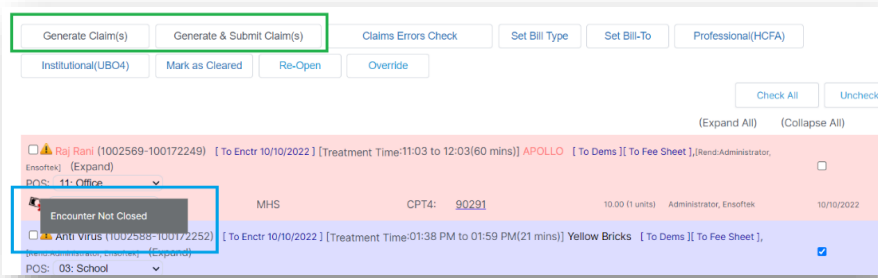 Generate Claim(s) Generate & Submit Claim(s) Claims Errors Check Set Bill Type Set Bill-To Professional(HCFA)
Institutional(UBO4) Mark as Cleared Re-Open Override
Check All Uncheck
(Expand All) (Collapse All)
Raj Rani (1002569-100172249) [ To Enctr 10/10/2022 ] [Treatment Time:11:03 to 12:03(60 mins)] APOLLO [ To Dems ][ To Fee Sheet ],[Rend:Administrator,
Ensoftek] (Expand)
POS: 11: Office
MHS CPT4: 90291 10.00 (1 units) Administrator, Ensoftek 10/10/2022
Encounter Not Closed
Anti Virus (1002588-100172252) [ To Enctr 10/10/2022 ] [Treatment Time:01:38 PM to 01:59 PM(21 mins)] Yellow Bricks [ To Dems ][ To Fee Sheet ],
[Rend:Administrator, Ensoftek] (Expand)
POS: 03: School